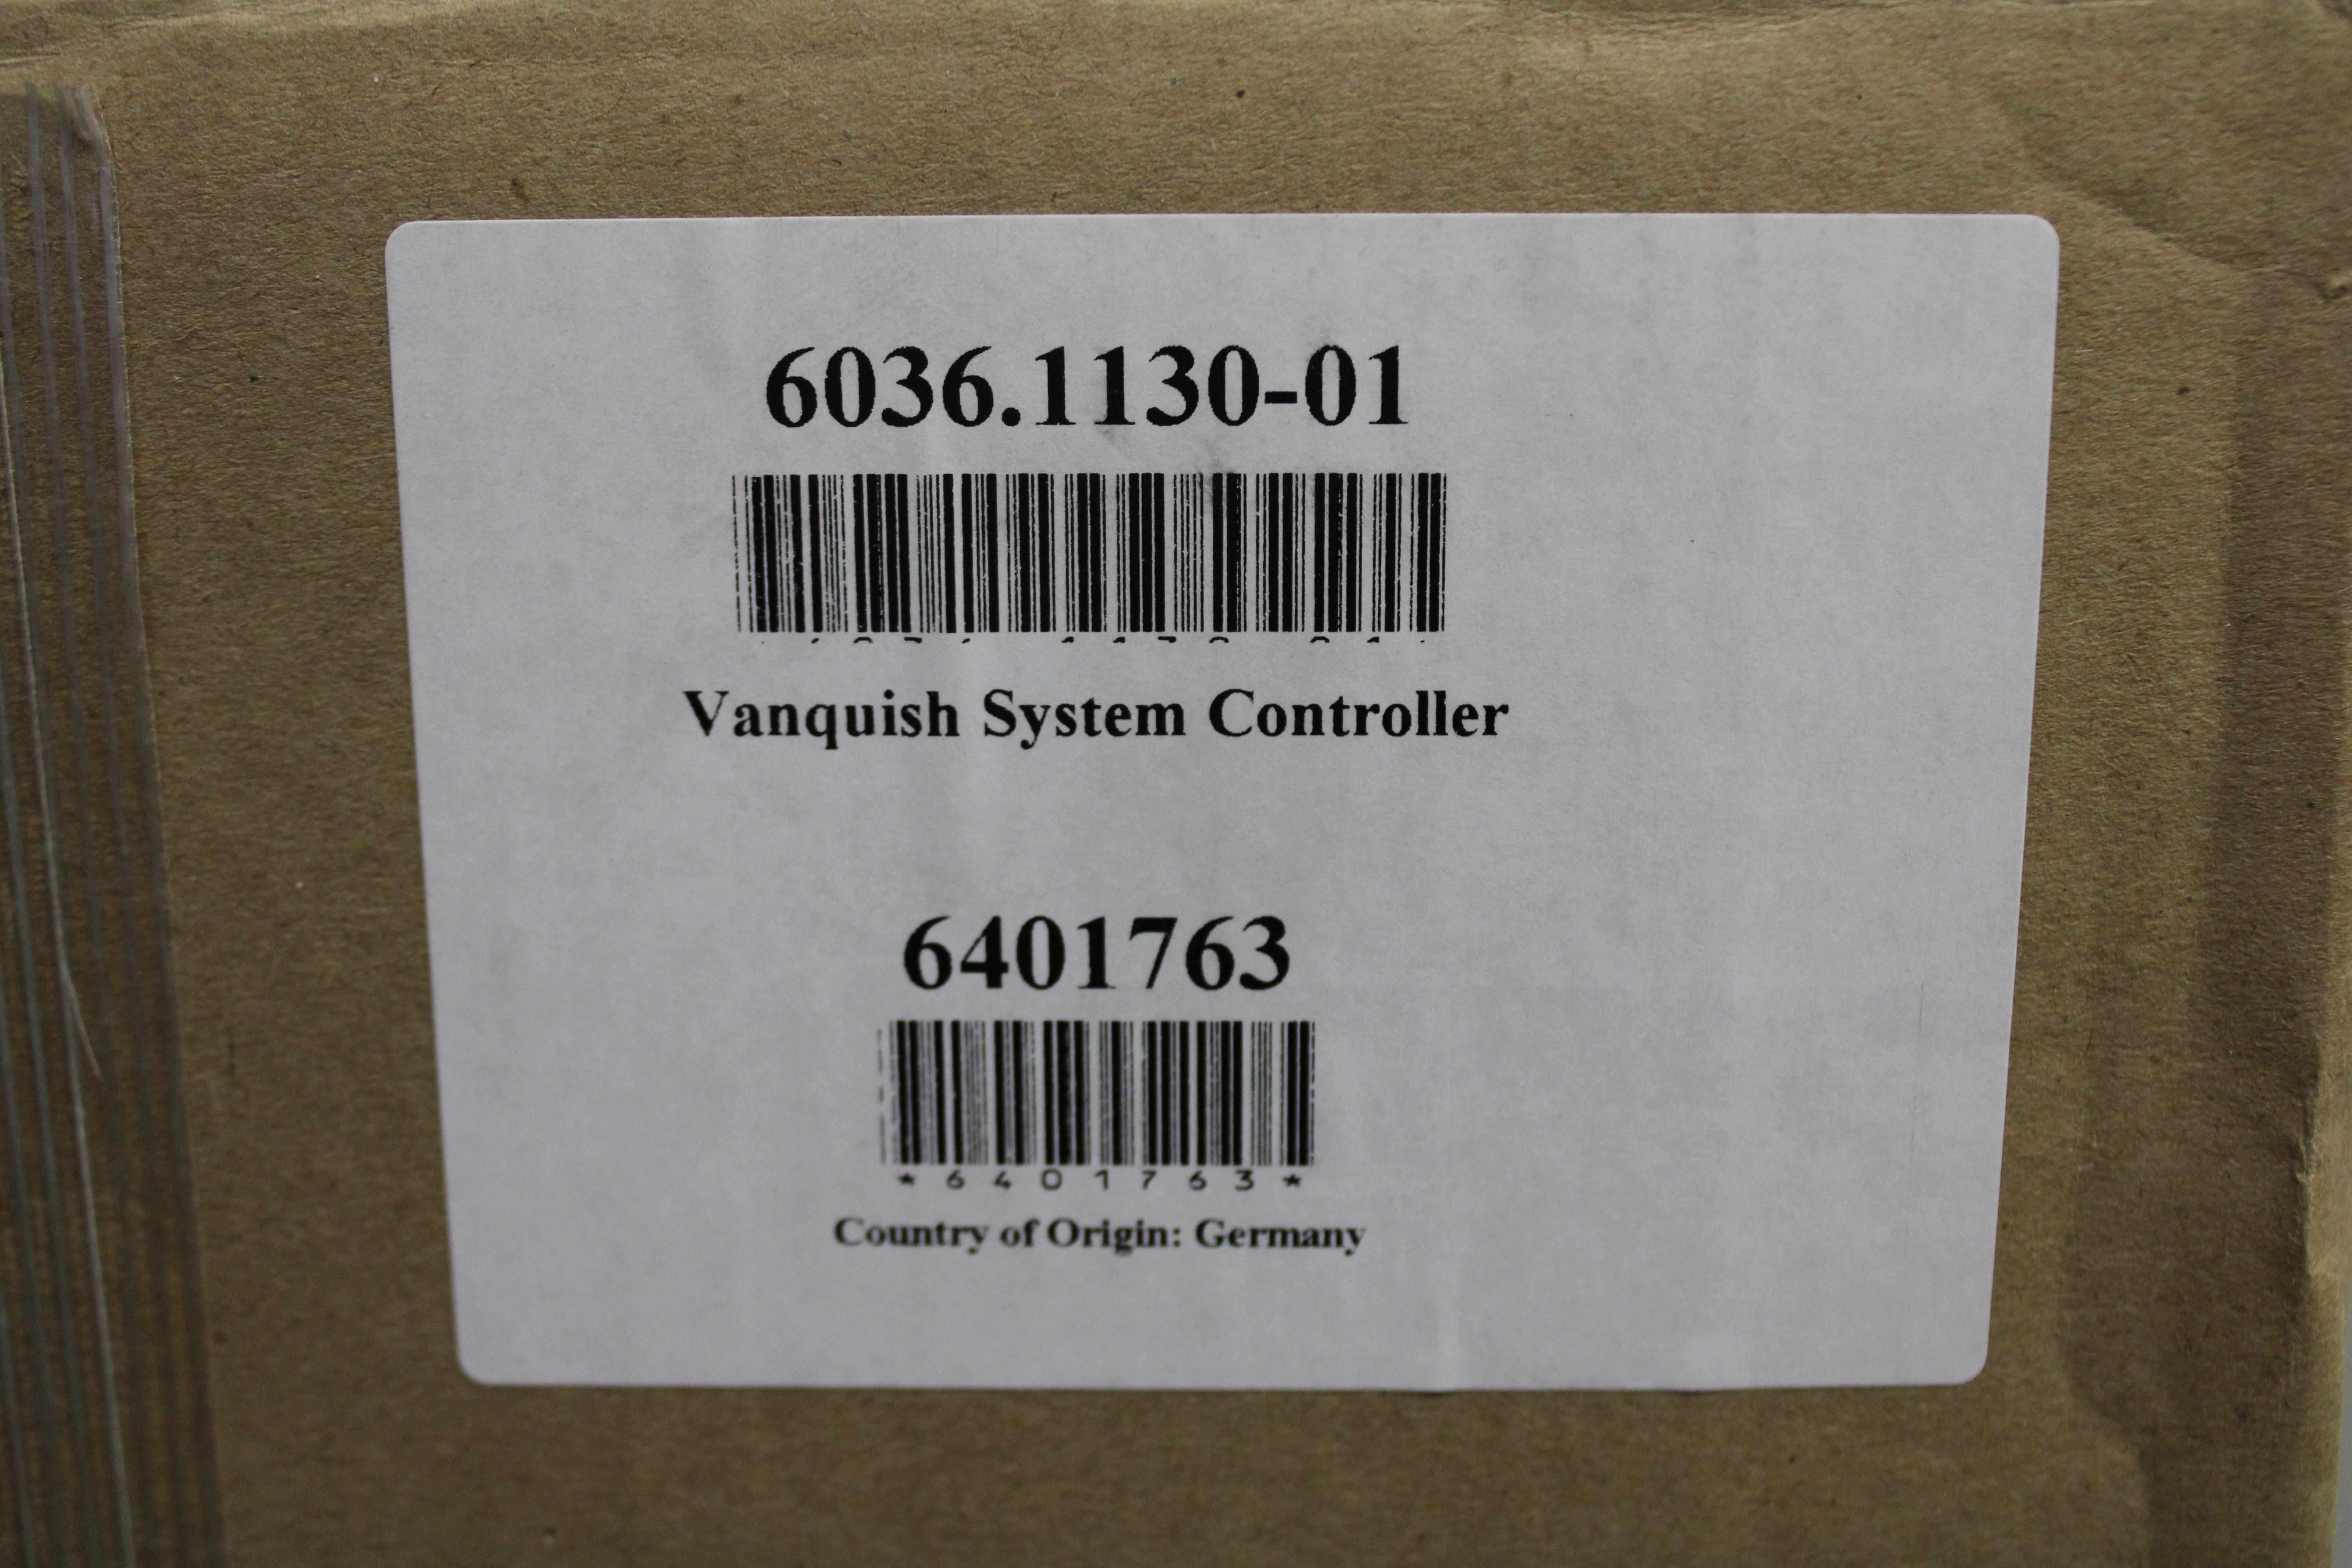 6036.1130-01
Vanquish System Controller
6401763
*6401763*
Country of Origin: Germany